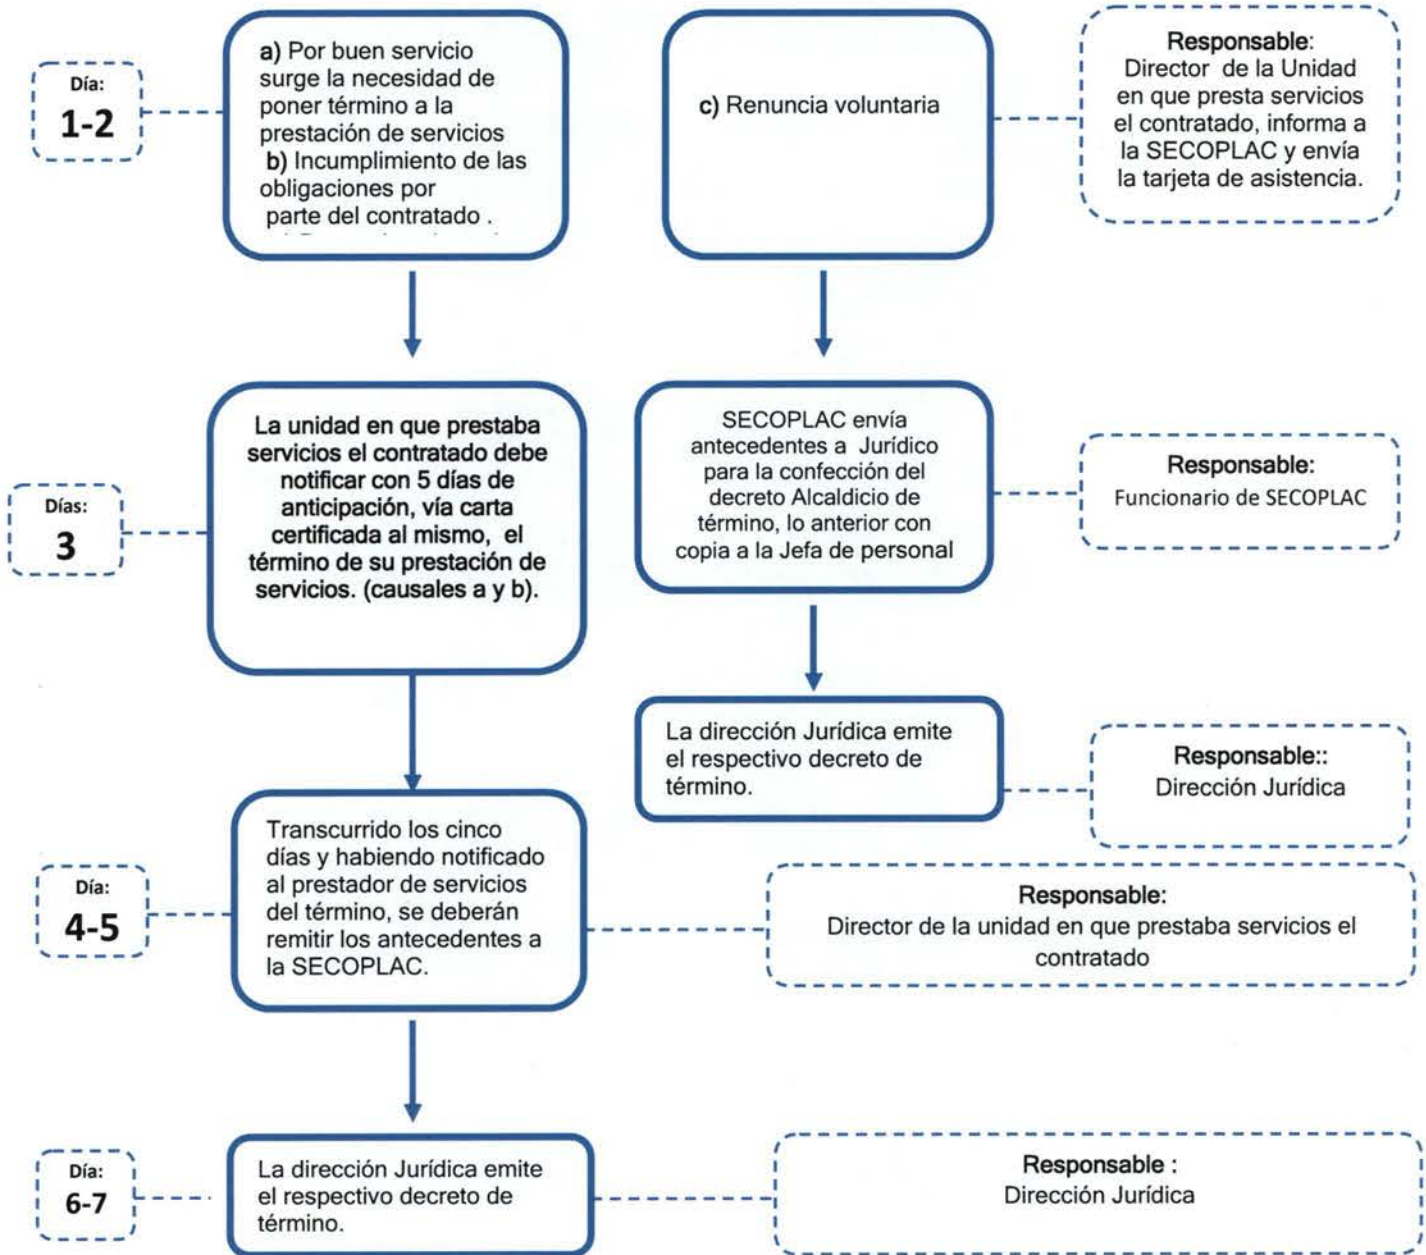 Día:
1-2
a) Por buen servicio
surge la necesidad de
poner término a la
prestación de servicios
b) Incumplimiento de las
obligaciones por
parte del contratado .
c) Renuncia voluntaria
Responsable:
Director de la Unidad
en que presta servicios
el contratado, informa a
la SECOPLAC y envía
la tarjeta de asistencia.
Días:
3
La unidad en que prestaba
servicios el contratado debe
notificar con 5 días de
anticipación, vía carta
certificada al mismo, el
término de su prestación de
servicios. (causales a y b).
SECOPLAC envía
antecedentes a Jurídico
para la confección del
decreto Alcaldicio de
término, lo anterior con
copia a la Jefa de personal
Responsable:
Funcionario de SECOPLAC
La dirección Jurídica emite
el respectivo decreto de
término.
Responsable::
Dirección Jurídica
Día:
4-5
Transcurrido los cinco
días y habiendo notificado
al prestador de servicios
del término, se deberán
remitir los antecedentes a
la SECOPLAC.
Responsable:
Director de la unidad en que prestaba servicios el
contratado
Día:
6-7
La dirección Jurídica emite
el respectivo decreto de
término.
Responsable :
Dirección Jurídica